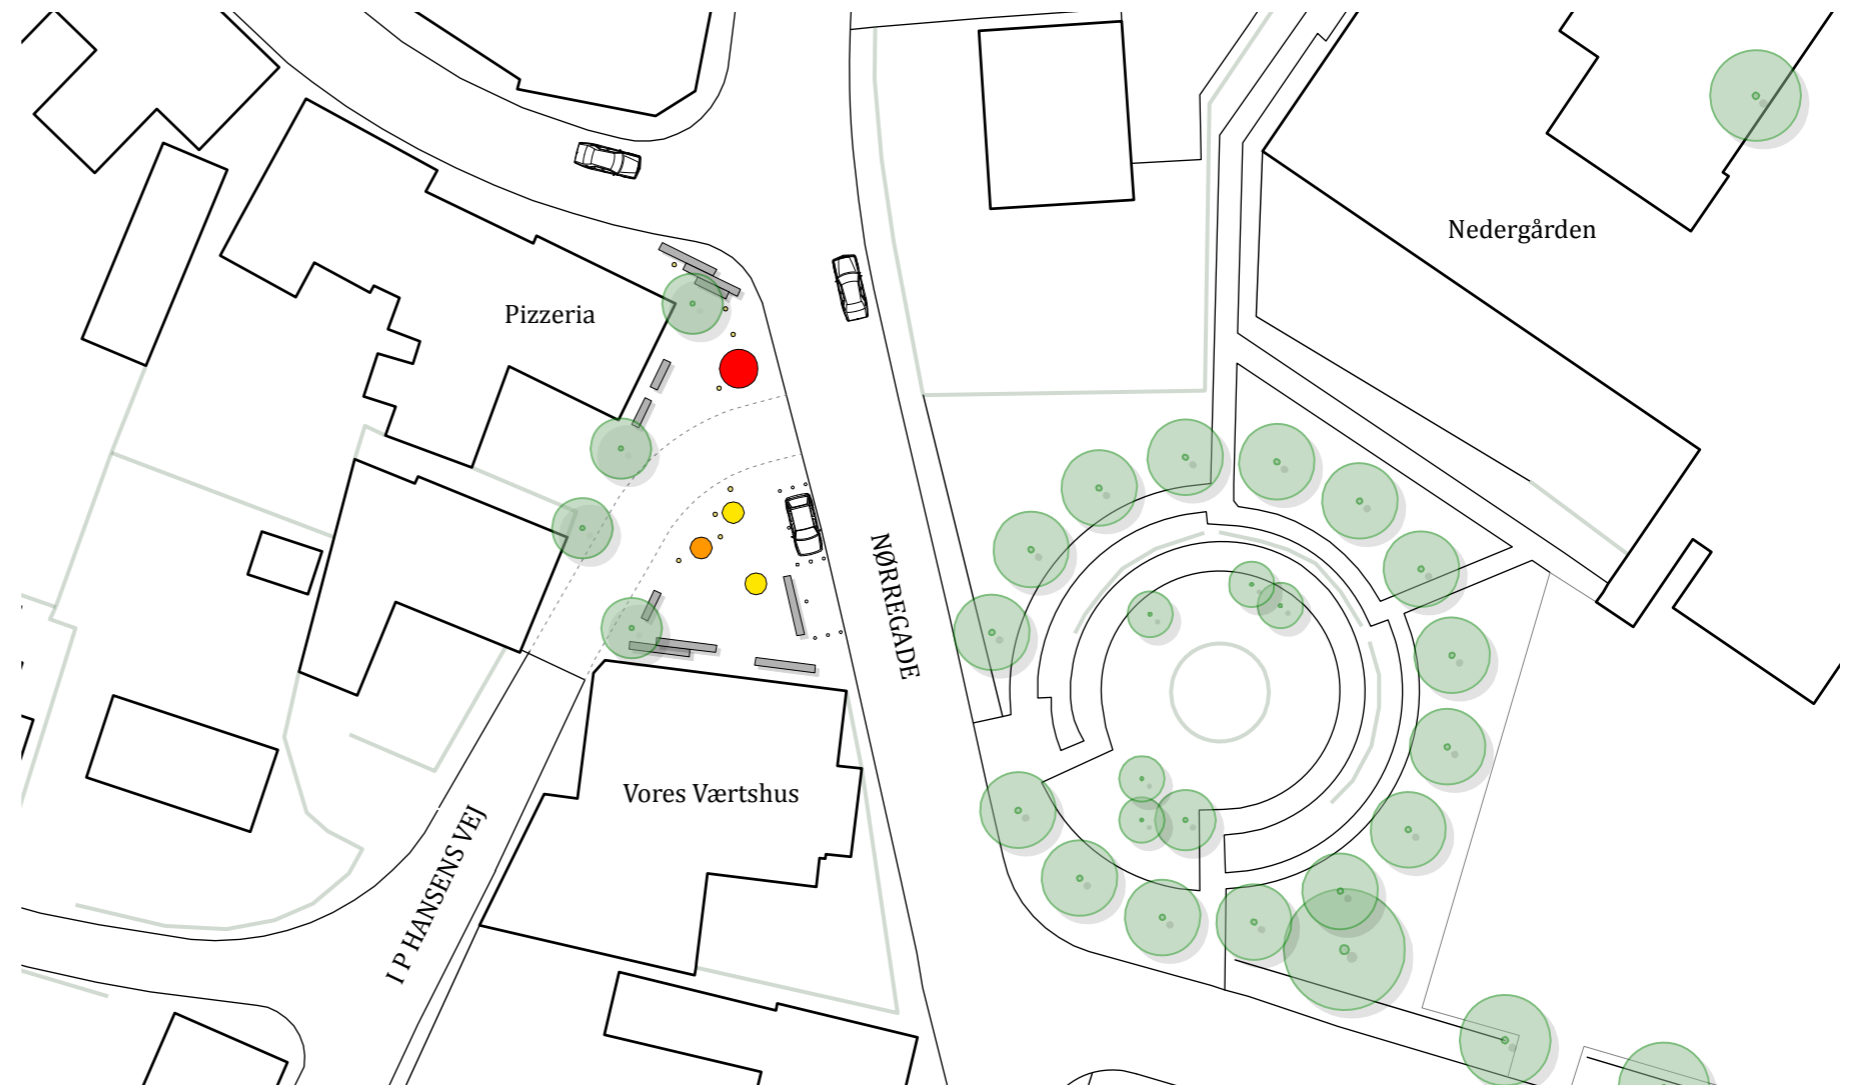 Nedergården
Pizzeria
NØRREGADE
Vores Værtshus
I P HANSENS VEJ